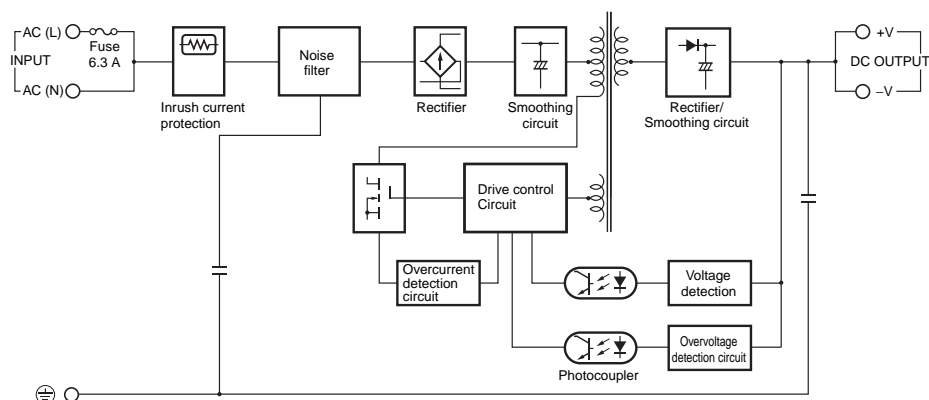 AC (L)
Fuse
6.3 A
INPUT
AC (N)
Inrush current
protection
Noise
filter
Rectifier
Smoothing
circuit
Rectifier/
Smoothing circuit
+V
DC OUTPUT
–V
Drive control
Circuit
Overcurrent
detection
circuit
Voltage
detection
Overvoltage
detection circuit
Photocoupler